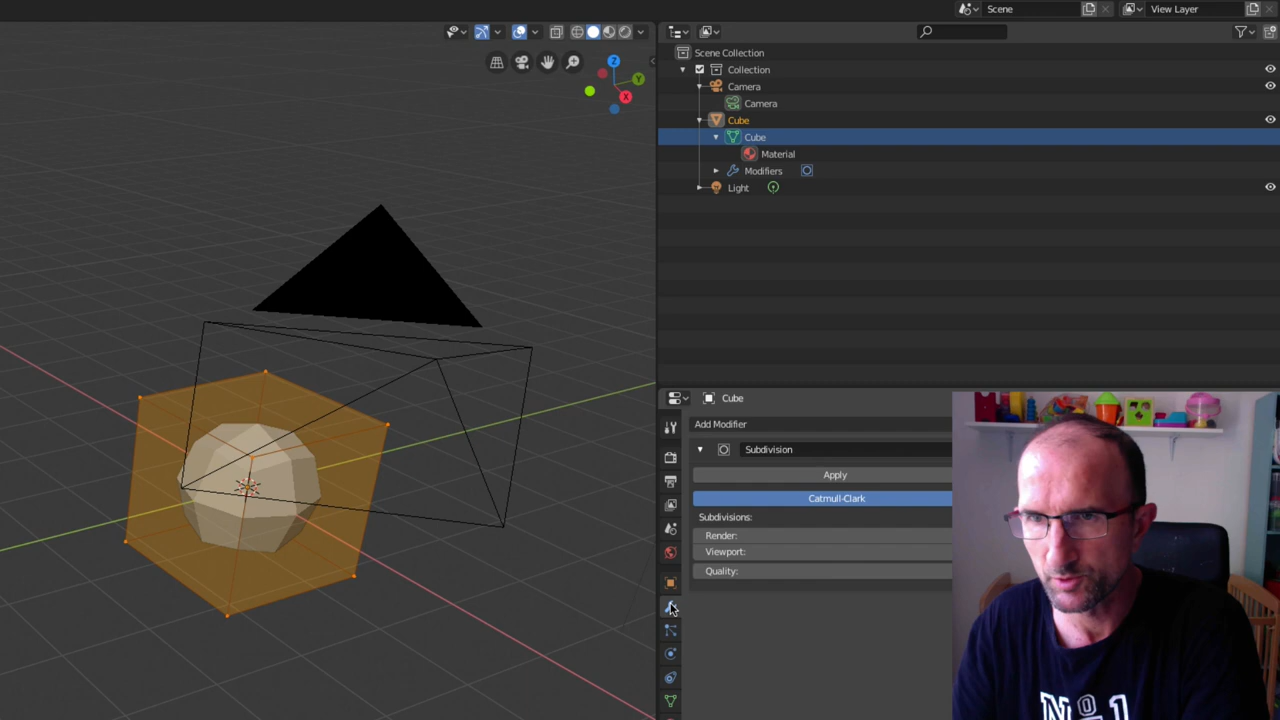 Scene
View Layer
Z
Y
X
Scene Collection
Collection
Camera
Camera
Cube
Cube
Material
Modifiers
Light
Cube
Add Modifier
Subdivision
Apply
Catmull-Clark
Subdivisions:
Render:
Viewport:
Quality:
Nº1